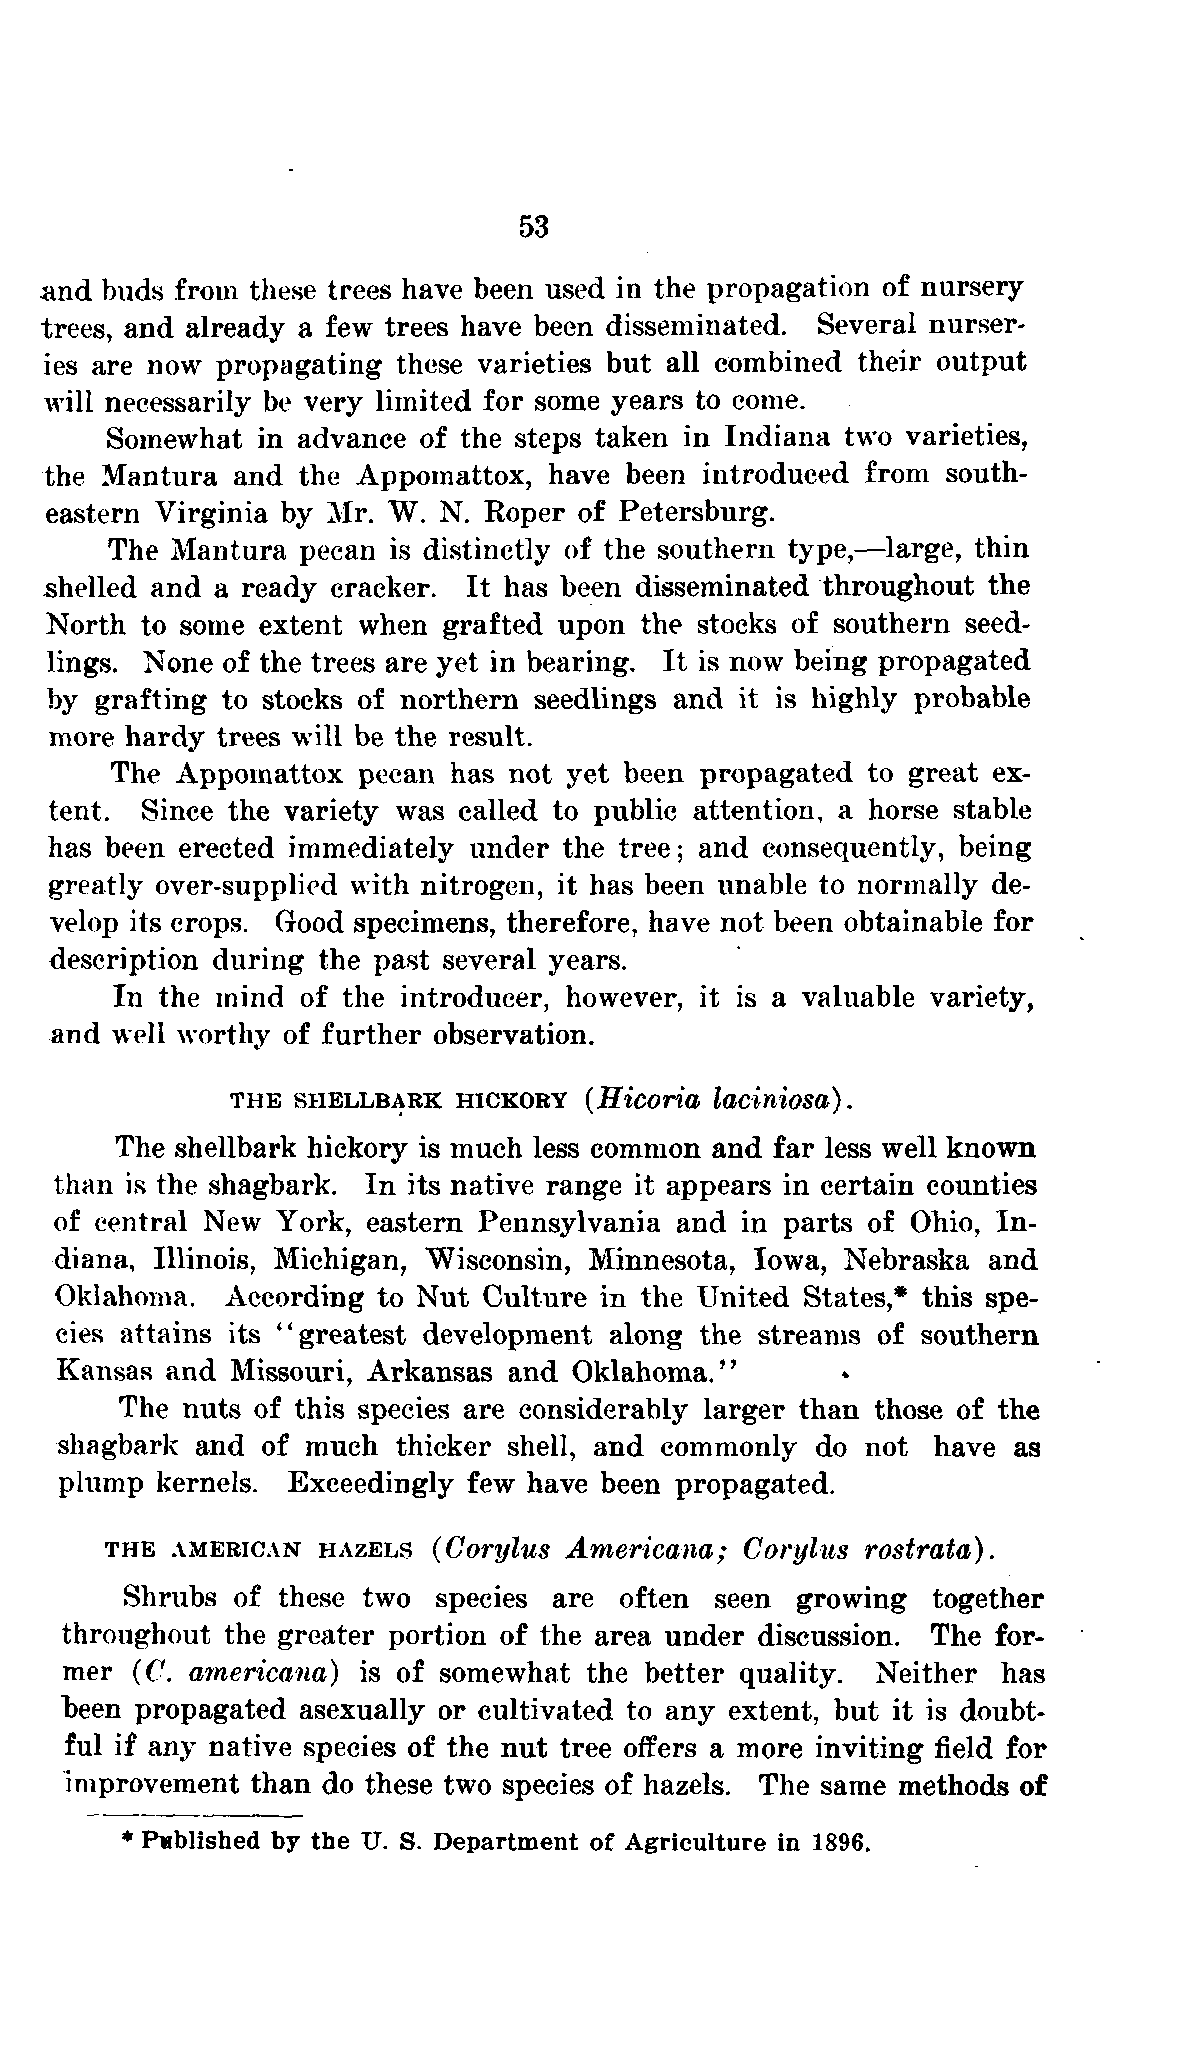 53
and buds from these trees have been used in the propagation of nursery
trees, and already a few trees have been disseminated. Several nurser-
ies are now propagating these varieties but all combined their output
will necessarily be very limited for some years to come.
Somewhat in advance of the steps taken in Indiana two varieties,
the Mantura and the Appomattox, have been introduced from south-
eastern Virginia by Mr. W. N. Roper of Petersburg.
The Mantura pecan is distinctly of the southern type,—large, thin
shelled and a ready cracker. It has been disseminated throughout the
North to some extent when grafted upon the stocks of southern seed-
lings. None of the trees are yet in bearing. It is now being propagated
by grafting to stocks of northern seedlings and it is highly probable
more hardy trees will be the result.
The Appomattox pecan has not yet been propagated to great ex-
tent. Since the variety was called to public attention, a horse stable
has been erected immediately under the tree; and consequently, being
greatly over-supplied with nitrogen, it has been unable to normally de-
velop its crops. Good specimens, therefore, have not been obtainable for
description during the past several years.
In the mind of the introducer, however, it is a valuable variety,
and well worthy of further observation.
THE SHELLBARK HICKORY (Hicoria laciniosa).
The shellbark hickory is much less common and far less well known
than is the shagbark. In its native range it appears in certain counties
of central New York, eastern Pennsylvania and in parts of Ohio, In-
diana, Illinois, Michigan, Wisconsin, Minnesota, Iowa, Nebraska and
Oklahoma. According to Nut Culture in the United States,* this spe-
cies attains its "greatest development along the streams of southern
Kansas and Missouri, Arkansas and Oklahoma."
The nuts of this species are considerably larger than those of the
shagbark and of much thicker shell, and commonly do not have as
plump kernels. Exceedingly few have been propagated.
THE AMERICAN HAZELS (Corylus Americana; Corylus rostrata).
Shrubs of these two species are often seen growing together
throughout the greater portion of the area under discussion. The for-
mer (C. americana) is of somewhat the better quality. Neither has
been propagated asexually or cultivated to any extent, but it is doubt-
ful if any native species of the nut tree offers a more inviting field for
improvement than do these two species of hazels. The same methods of
* Published by the U. S. Department of Agriculture in 1896.